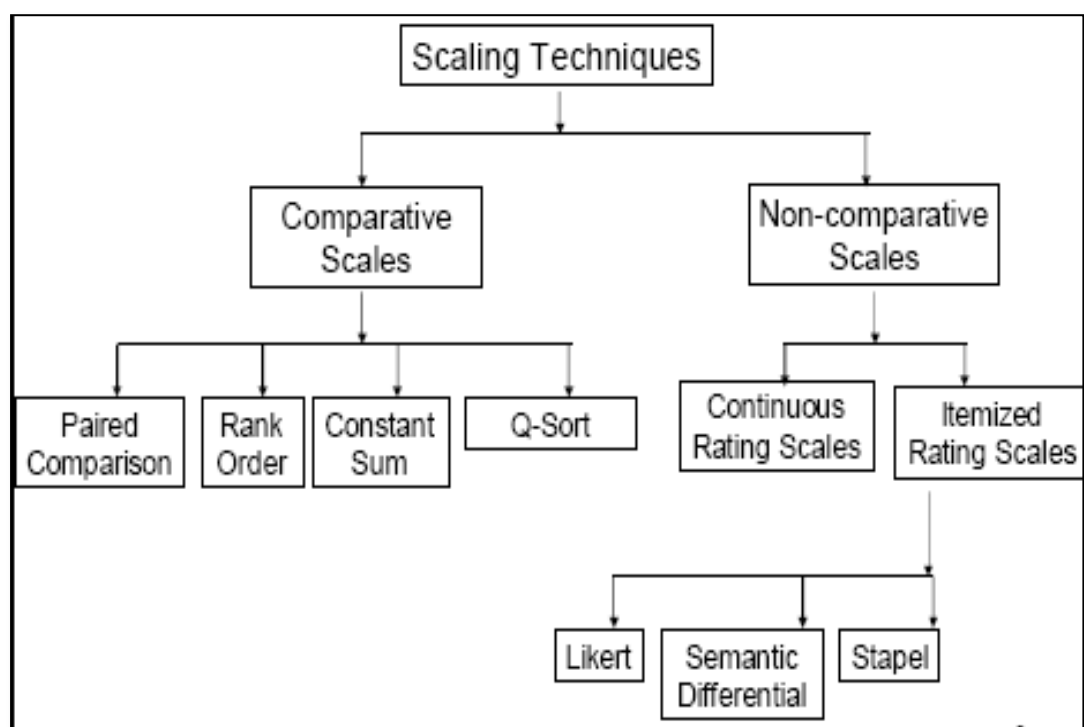 Scaling Techniques
Comparative
Scales
Non-comparative
Scales
Paired
Comparison
Rank
Order
Constant
Sum
Q-Sort
Continuous
Rating Scales
Itemized
Rating Scales
Likert
Semantic
Differential
Stapel